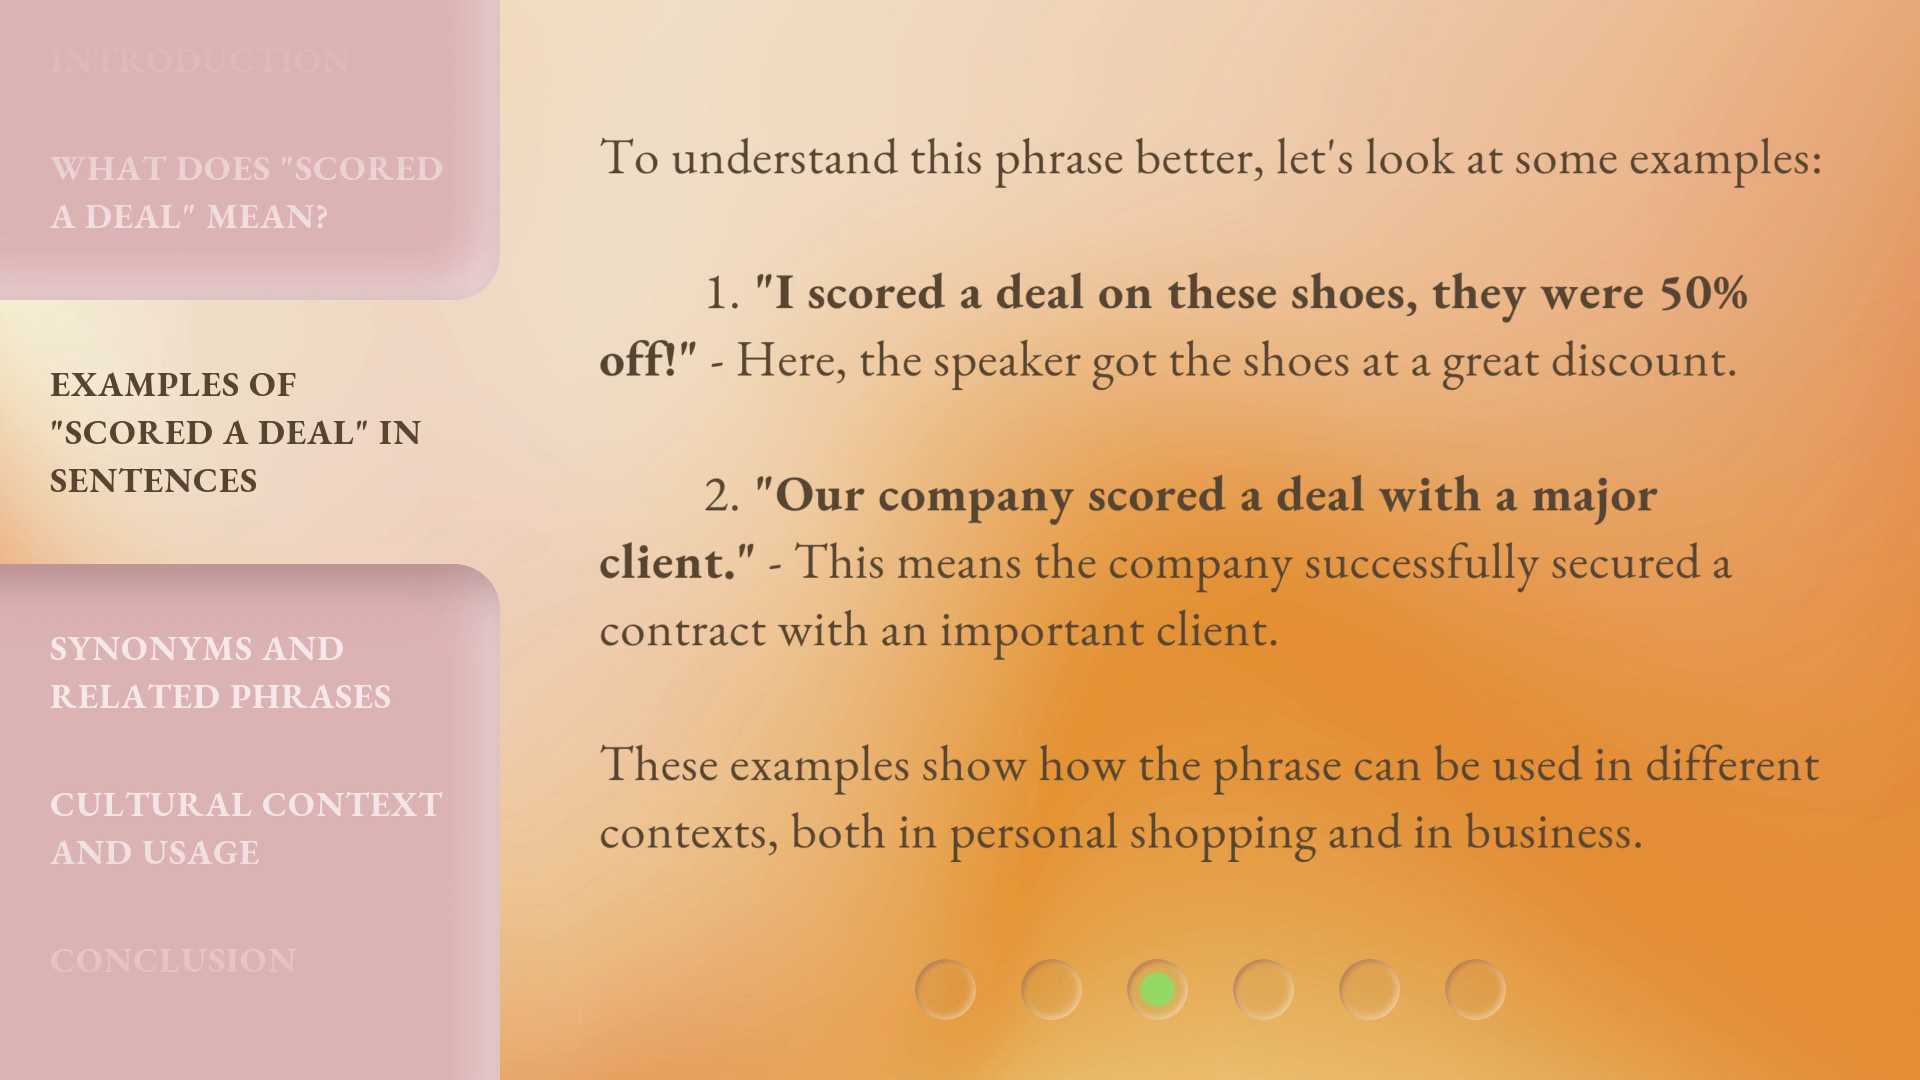 INTRODUCTION
WHAT DOES "SCORED
A DEAL" MEAN?
EXAMPLES OF
"SCORED A DEAL" IN
SENTENCES
SYNONYMS AND
RELATED PHRASES
CULTURAL CONTEXT
AND USAGE
CONCLUSION
To understand this phrase better, let's look at some examples:
1. "I scored a deal on these shoes, they were 50%
off!" - Here, the speaker got the shoes at a great discount.
2. "Our company scored a deal with a major
client." - This means the company successfully secured a
contract with an important client.
These examples show how the phrase can be used in different
contexts, both in personal shopping and in business.